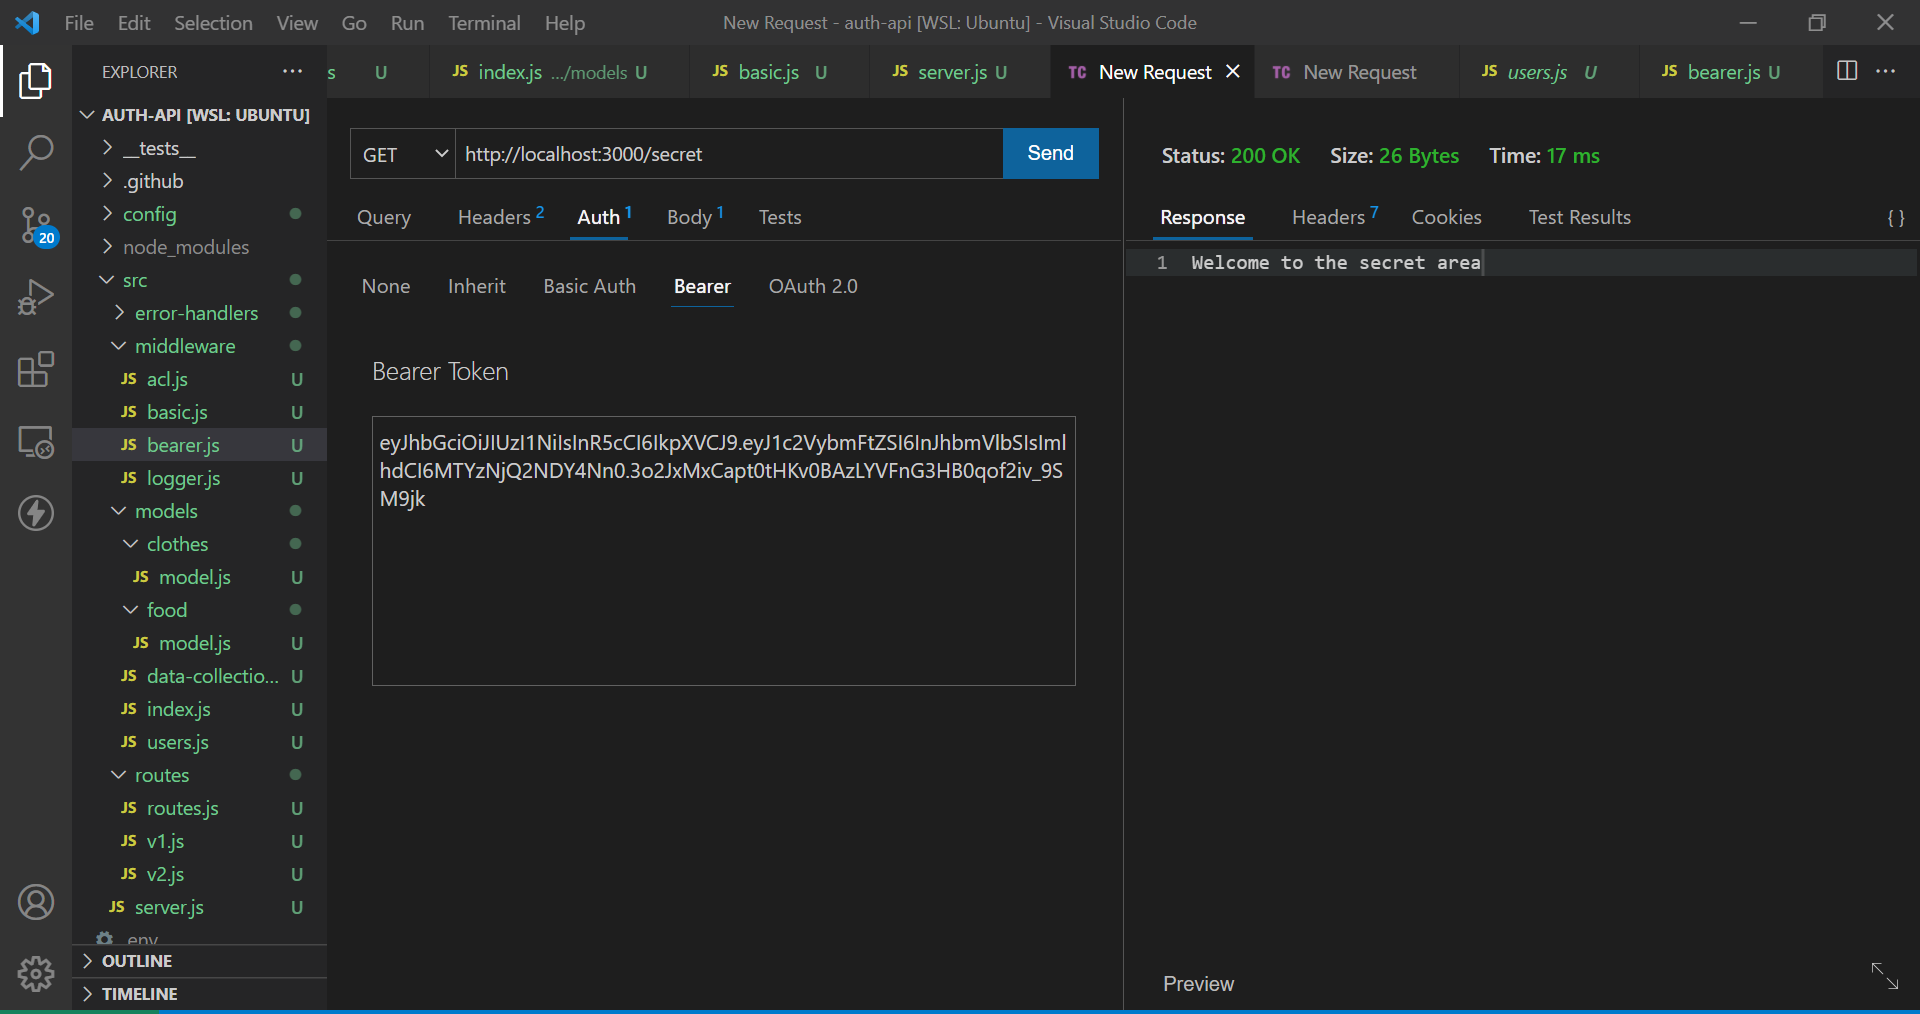 File Edit Selection View Go Run Terminal Help
New Request - auth-api [WSL: Ubuntu] - Visual Studio Code
EXPLORER
s U
JS index.js .../models U
JS basic.js U
JS server.js U
TC New Request
TC New Request
JS users.js U
JS bearer.js U
20
AUTH-API [WSL: UBUNTU]
__tests__
.github
config
node_modules
src
error-handlers
middleware
JS acl.js U
JS basic.js U
JS bearer.js U
JS logger.js U
models
clothes
JS model.js U
food
JS model.js U
JS data-collectio... U
JS index.js U
JS users.js U
routes
JS routes.js U
JS v1.js U
JS v2.js U
JS server.js U
.env
OUTLINE
TIMELINE
GET http://localhost:3000/secret Send
Query Headers 2 Auth 1 Body 1 Tests
None Inherit Basic Auth Bearer OAuth 2.0
Bearer Token
eyJhbGciOiJIUzI1NiIsInR5cCI6IkpXVCJ9.eyJ1c2VybmFtZSI6InJhbmVlbSIsIml
hdCI6MTYzNjQ2NDY4Nn0.3o2JxMxCapt0tHKv0BAzLYVFnG3HB0qof2iv_9S
M9jk
Status: 200 OK Size: 26 Bytes Time: 17 ms
Response Headers 7 Cookies Test Results { }
1 Welcome to the secret area
Preview